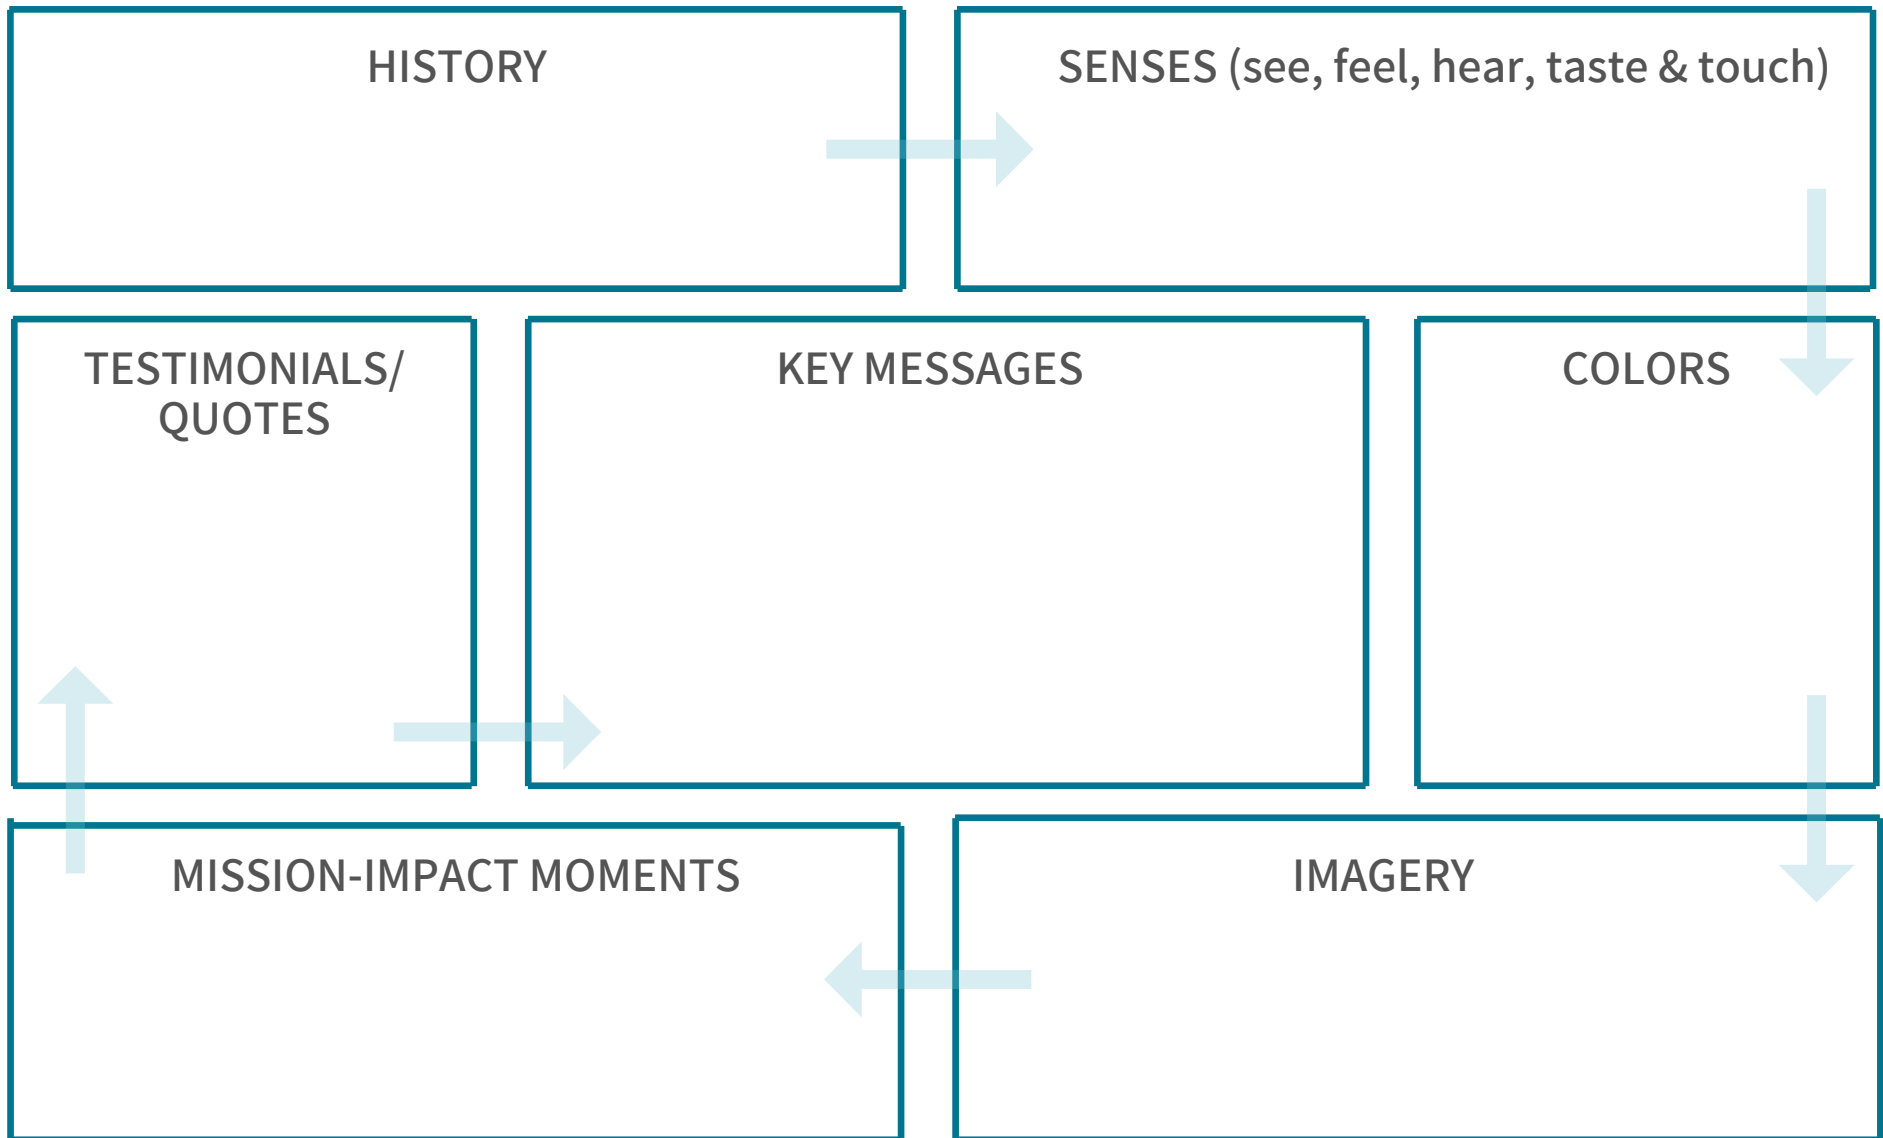 HISTORY
SENSES (see, feel, hear, taste & touch)
TESTIMONIALS/
QUOTES
KEY MESSAGES
COLORS
MISSION-IMPACT MOMENTS
IMAGERY